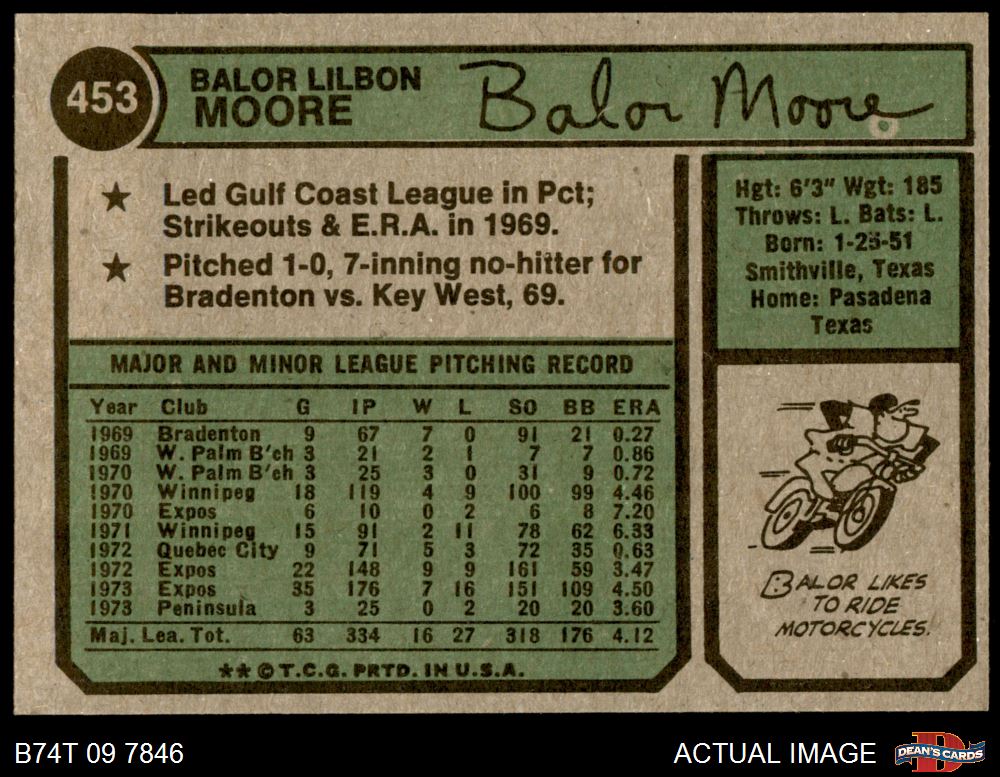 453
BALOR LILBON
MOORE
Balor Moore
★ Led Gulf Coast League in Pct;
Strikeouts & E.R.A. in 1969.
★ Pitched 1-0, 7-inning no-hitter for
Bradenton vs. Key West, 69.
Hgt: 6'3" Wgt: 185
Throws: L. Bats: L.
Born: 1-25-51
Smithville, Texas
Home: Pasadena
Texas
MAJOR AND MINOR LEAGUE PITCHING RECORD
Year Club G IP W L SO BB ERA
1969 Bradenton 9 67 7 0 91 21 0.27
1969 W. Palm B'ch 3 21 2 1 7 7 0.86
1970 W. Palm B'ch 3 25 3 0 31 9 0.72
1970 Winnipeg 18 119 4 9 100 99 4.46
1970 Expos 6 10 0 2 6 8 7.20
1971 Winnipeg 15 91 2 11 78 62 6.33
1972 Quebec City 9 71 5 3 72 35 0.63
1972 Expos 22 148 9 9 161 59 3.47
1973 Expos 35 176 7 16 151 109 4.50
1973 Peninsula 3 25 0 2 20 20 3.60
Maj. Lea. Tot. 63 334 16 27 318 176 4.12
★★ © T.C.G. PRTD. IN U.S.A.
BALOR LIKES
TO RIDE
MOTORCYCLES.
B74T 09 7846
ACTUAL IMAGE
DEAN'S CARDS